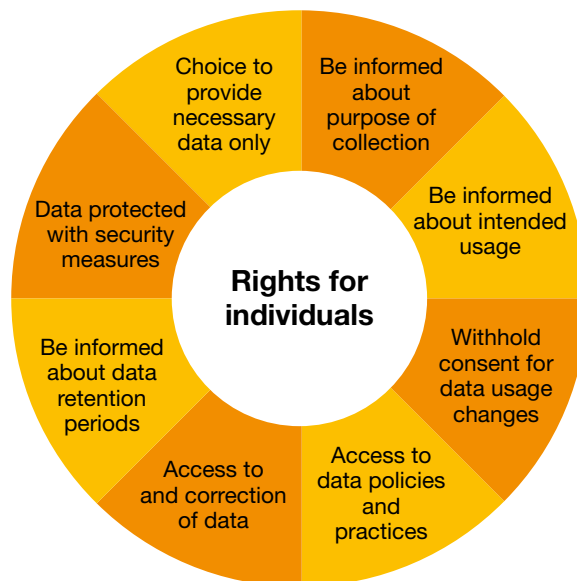 Choice to
provide
necessary
data only
Be informed
about
purpose of
collection
Be informed
about intended
usage
Withhold
consent for
data usage
changes
Access to
data policies
and
practices
Access to
and correction
of data
Be informed
about data
retention
periods
Data protected
with security
measures
Rights for
individuals